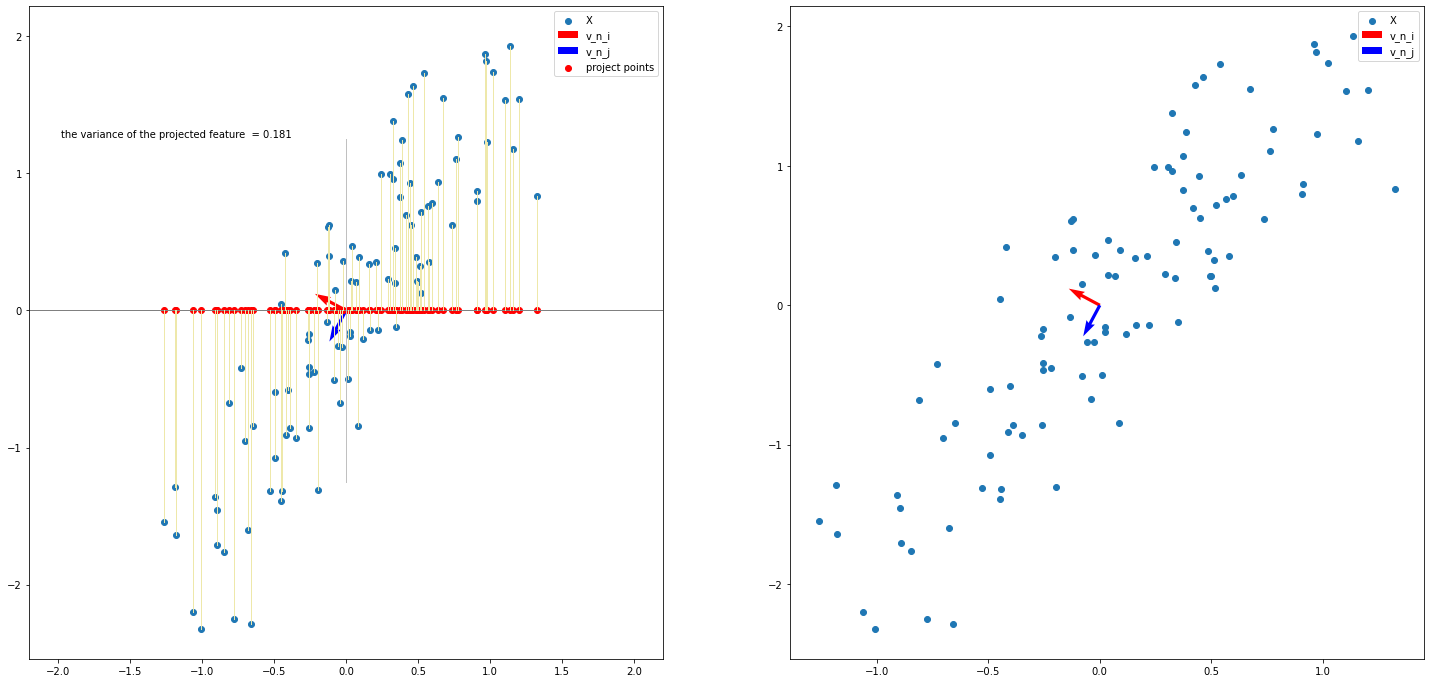 X
v_n_i
v_n_j
project points
the variance of the projected feature = 0.181
2
1
0
−1
−2
−2.0 −1.5 −1.0 −0.5 0.0 0.5 1.0 1.5 2.0
X
v_n_i
v_n_j
2
1
0
−1
−2
−1.0 −0.5 0.0 0.5 1.0